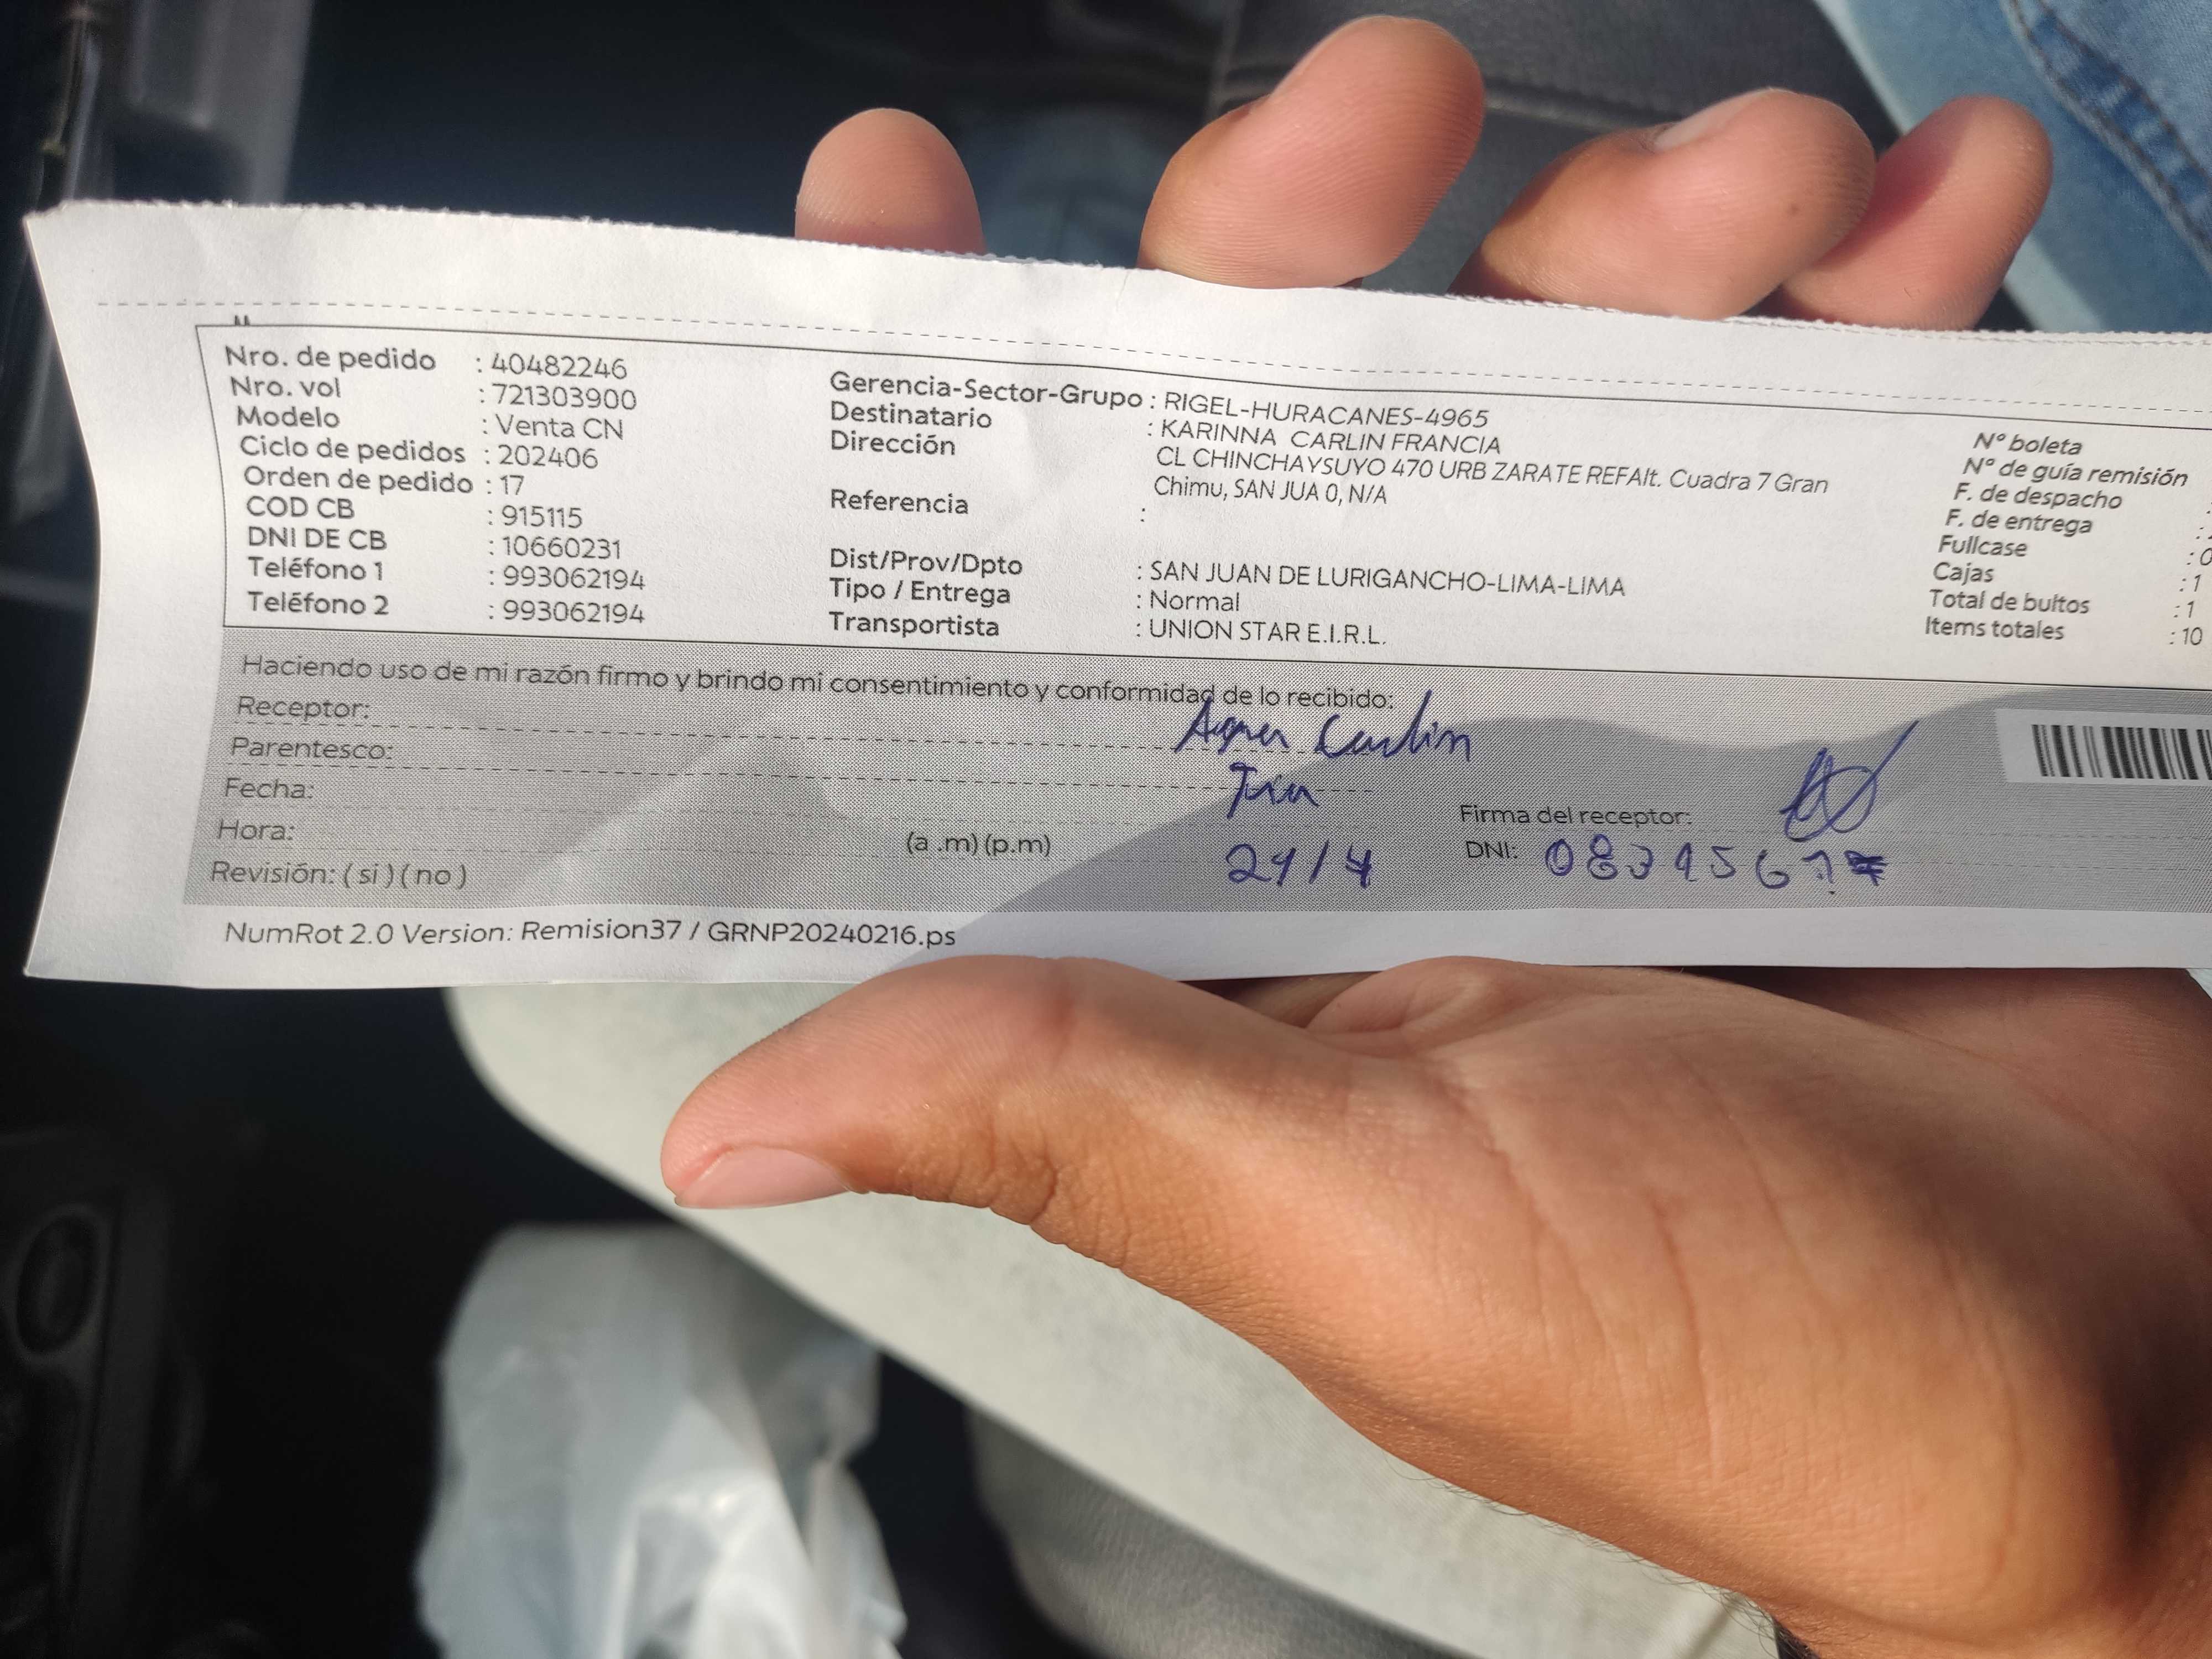 Nro. de pedido : 40482246
Nro. vol : 721303900
Modelo : Venta CN
Ciclo de pedidos : 202406
Orden de pedido : 17
COD CB : 915115
DNI DE CB : 10660231
Teléfono 1 : 993062194
Teléfono 2 : 993062194
Gerencia-Sector-Grupo : RIGEL-HURACANES-4965
Destinatario : KARINNA CARLIN FRANCIA
Dirección CL CHINCHAYSUYO 470 URB ZARATE REFAlt. Cuadra 7 Gran
Chimu, SAN JUA 0, N/A
Referencia :
Dist/Prov/Dpto : SAN JUAN DE LURIGANCHO-LIMA-LIMA
Tipo / Entrega : Normal
Transportista : UNION STAR E.I.R.L.
N° boleta
N° de guía remisión
F. de despacho :
F. de entrega :
Fullcase : 0
Cajas : 1
Total de bultos : 1
Items totales : 10
Haciendo uso de mi razón firmo y brindo mi consentimiento y conformidad de lo recibido:
Receptor: Carlin
Parentesco:
Fecha:
Hora: (a .m) (p.m)
Revisión: ( si ) ( no )
Firma del receptor:
DNI:
NumRot 2.0 Version: Remision37 / GRNP20240216.ps